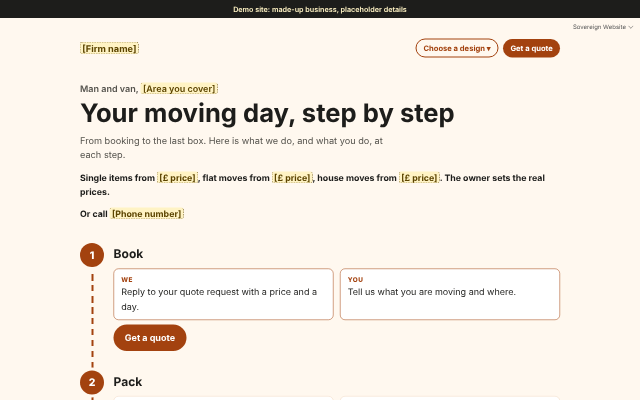 Demo site: made-up business, placeholder details
Sovereign Website
[Firm name]
Choose a design ▾
Get a quote
Man and van, [Area you cover]
Your moving day, step by step
From booking to the last box. Here is what we do, and what you do, at
each step.
Single items from [£ price], flat moves from [£ price], house moves from [£ price]. The owner sets the real
prices.
Or call [Phone number]
1
Book
WE
Reply to your quote request with a price and a
day.
YOU
Tell us what you are moving and where.
Get a quote
2
Pack